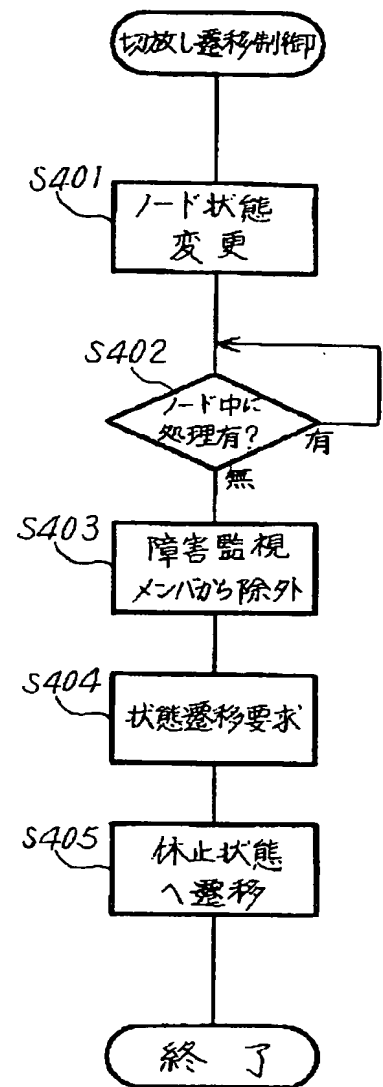 切放し遷移制御
S401
ノード状態
変更
S402
ノード中に
処理有?
有
無
S403
障害監視
メンバから除外
S404
状態遷移要求
S405
休止状態
へ遷移
終了